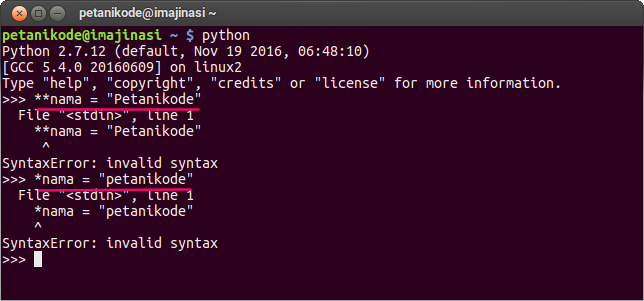 petanikode@imajinasi ~
petanikode@imajinasi ~ $ python
Python 2.7.12 (default, Nov 19 2016, 06:48:10)
[GCC 5.4.0 20160609] on linux2
Type "help", "copyright", "credits" or "license" for more information.
>>> **nama = "Petanikode"
  File "<stdin>", line 1
    **nama = "Petanikode"
     ^
SyntaxError: invalid syntax
>>> *nama = "petanikode"
  File "<stdin>", line 1
    *nama = "petanikode"
    ^
SyntaxError: invalid syntax
>>>